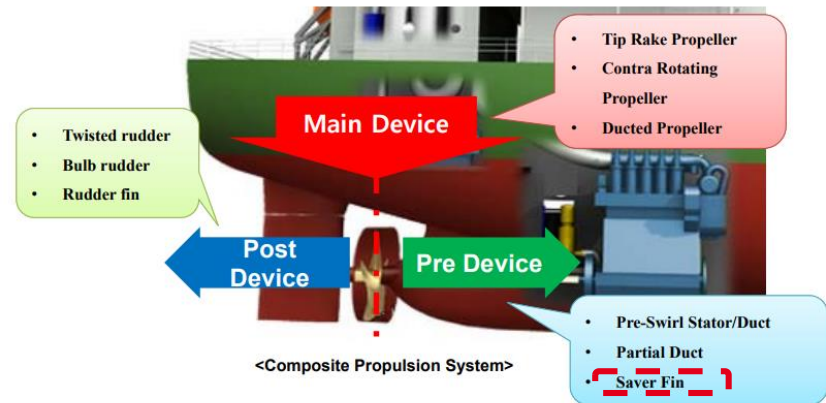 • Tip Rake Propeller
• Contra Rotating
Propeller
• Ducted Propeller
Main Device
• Twisted rudder
• Bulb rudder
• Rudder fin
Post
Device
Pre Device
• Pre-Swirl Stator/Duct
• Partial Duct
• Saver Fin
<Composite Propulsion System>